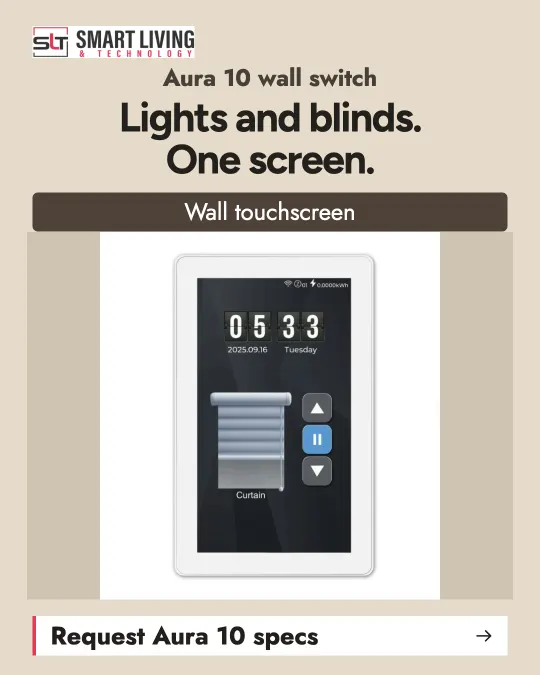 SLT SMART LIVING
& TECHNOLOGY
Aura 10 wall switch
Lights and blinds.
One screen.
Wall touchscreen
01 0.0000kWh
05 33
2025.09.16 Tuesday
Curtain
Request Aura 10 specs →